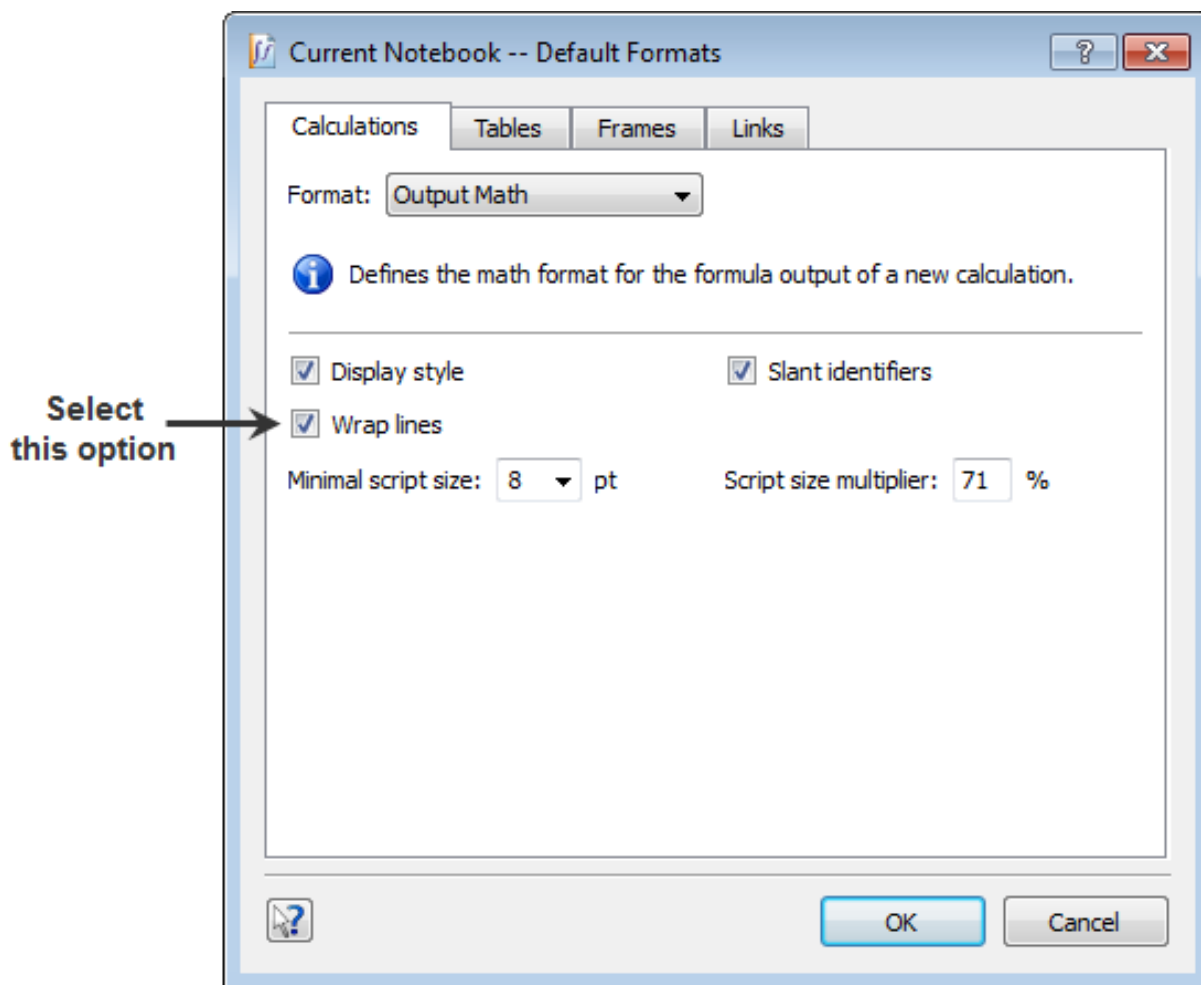 Current Notebook -- Default Formats
Calculations Tables Frames Links
Format: Output Math
Defines the math format for the formula output of a new calculation.
Display style Slant identifiers
Select
this option
Wrap lines
Minimal script size: 8 pt Script size multiplier: 71 %
OK Cancel